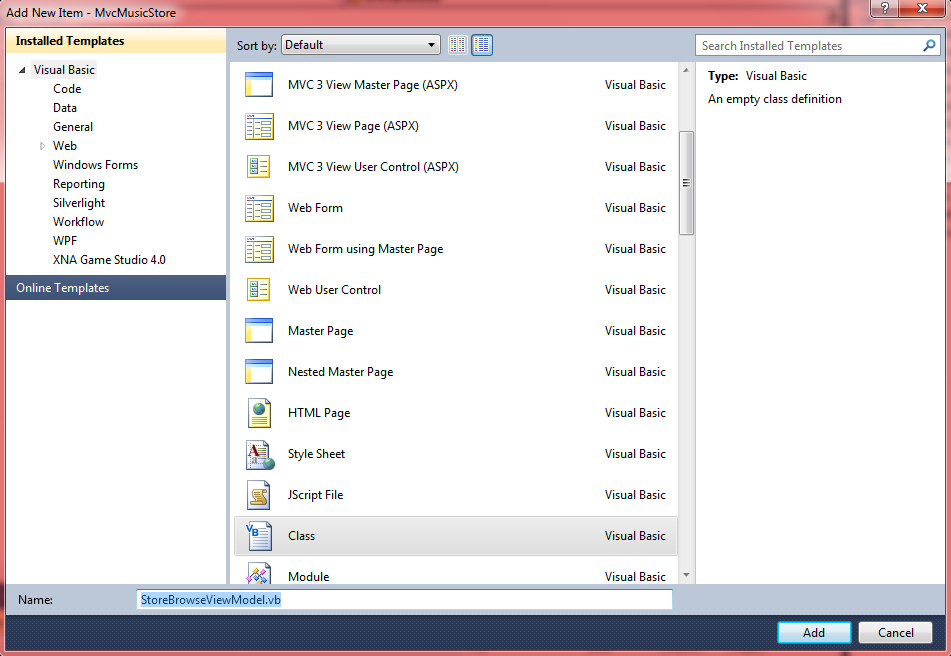 Add New Item - MvcMusicStore
Installed Templates
Visual Basic
Code
Data
General
Web
Windows Forms
Reporting
Silverlight
Workflow
WPF
XNA Game Studio 4.0
Online Templates
Sort by: Default
Search Installed Templates
MVC 3 View Master Page (ASPX) Visual Basic
MVC 3 View Page (ASPX) Visual Basic
MVC 3 View User Control (ASPX) Visual Basic
Web Form Visual Basic
Web Form using Master Page Visual Basic
Web User Control Visual Basic
Master Page Visual Basic
Nested Master Page Visual Basic
HTML Page Visual Basic
Style Sheet Visual Basic
JScript File Visual Basic
Class Visual Basic
Module Visual Basic
Type: Visual Basic
An empty class definition
Name: StoreBrowseViewModel.vb
Add Cancel